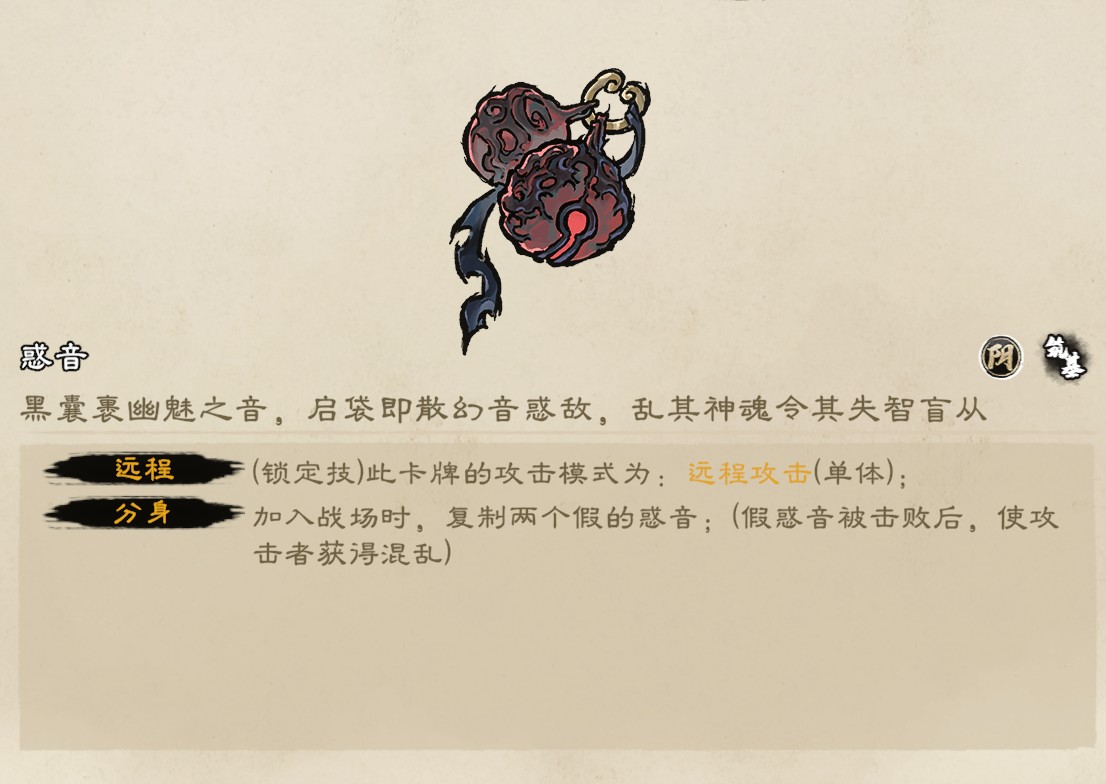 惑音
阴
筑基
黑囊裹幽魅之音，启袋即散幻音惑敌，乱其神魂令其失智盲从
远程 (锁定技)此卡牌的攻击模式为：远程攻击(单体)；
分身 加入战场时，复制两个假的惑音；(假惑音被击败后，使攻
击者获得混乱)